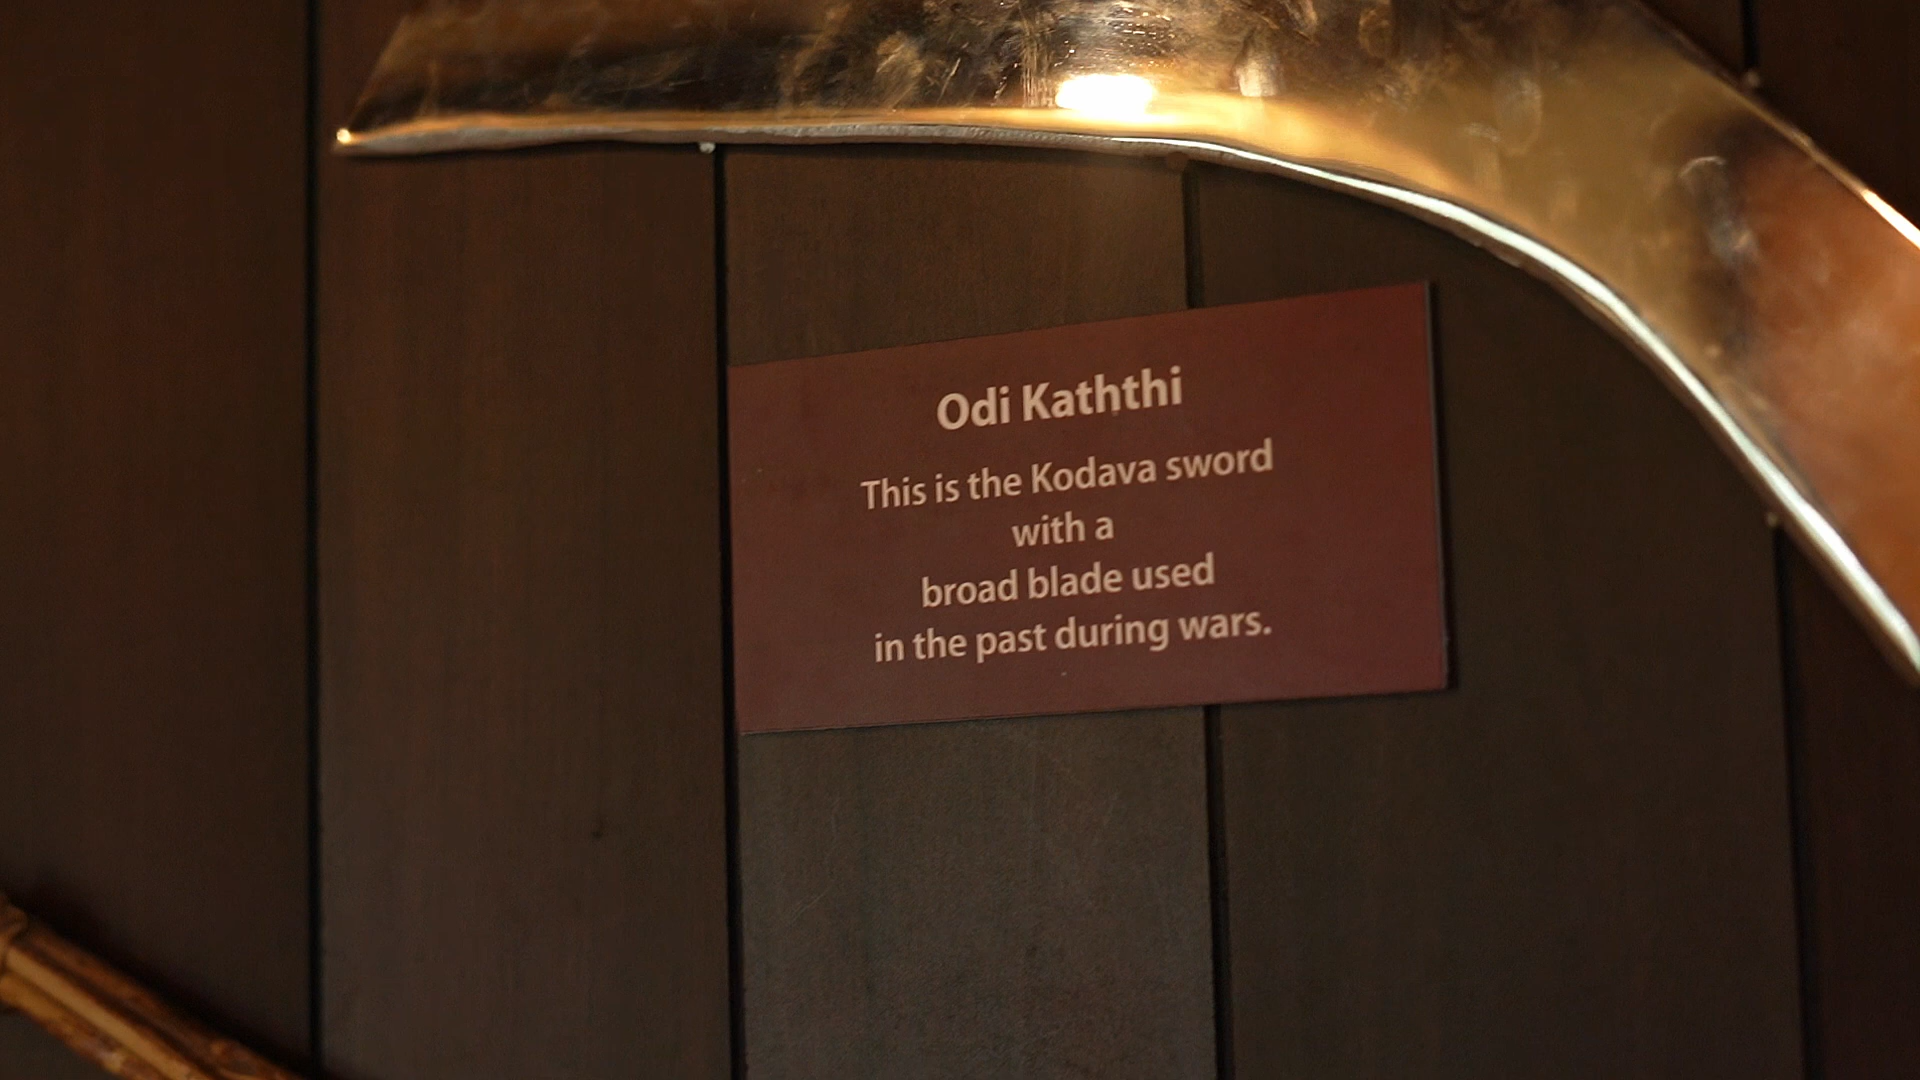 Odi Kaththi
This is the Kodava sword
with a
broad blade used
in the past during wars.